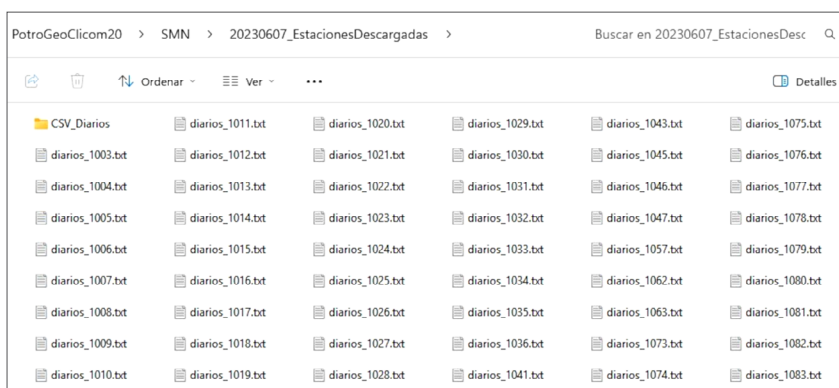 PotroGeoClicom20 > SMN > 20230607_EstacionesDescargadas > Buscar en 20230607_EstacionesDesc
Ordenar Ver ... Detalles
CSV_Diarios diarios_1011.txt diarios_1020.txt diarios_1029.txt diarios_1043.txt diarios_1075.txt
diarios_1003.txt diarios_1012.txt diarios_1021.txt diarios_1030.txt diarios_1045.txt diarios_1076.txt
diarios_1004.txt diarios_1013.txt diarios_1022.txt diarios_1031.txt diarios_1046.txt diarios_1077.txt
diarios_1005.txt diarios_1014.txt diarios_1023.txt diarios_1032.txt diarios_1047.txt diarios_1078.txt
diarios_1006.txt diarios_1015.txt diarios_1024.txt diarios_1033.txt diarios_1057.txt diarios_1079.txt
diarios_1007.txt diarios_1016.txt diarios_1025.txt diarios_1034.txt diarios_1062.txt diarios_1080.txt
diarios_1008.txt diarios_1017.txt diarios_1026.txt diarios_1035.txt diarios_1063.txt diarios_1081.txt
diarios_1009.txt diarios_1018.txt diarios_1027.txt diarios_1036.txt diarios_1073.txt diarios_1082.txt
diarios_1010.txt diarios_1019.txt diarios_1028.txt diarios_1041.txt diarios_1074.txt diarios_1083.txt